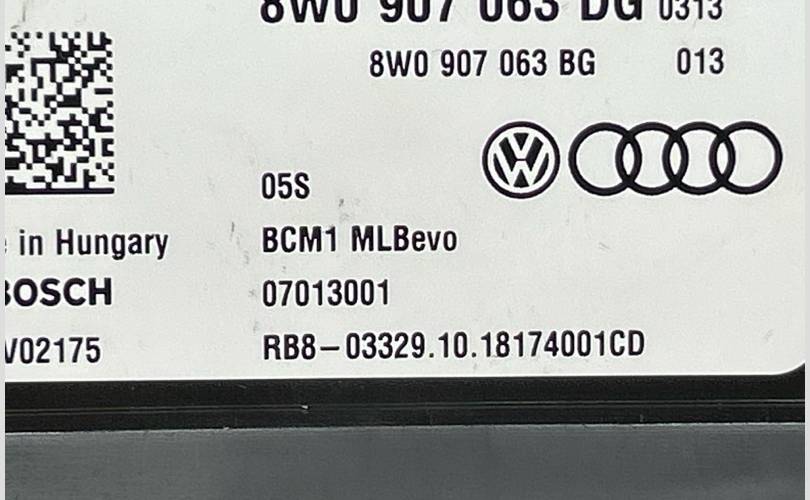 8W0 907 063 DG 0313
8W0 907 063 BG 013
05S
in Hungary
BCM1 MLBevo
BOSCH
07013001
V02175
RB8-03329.10.18174001CD